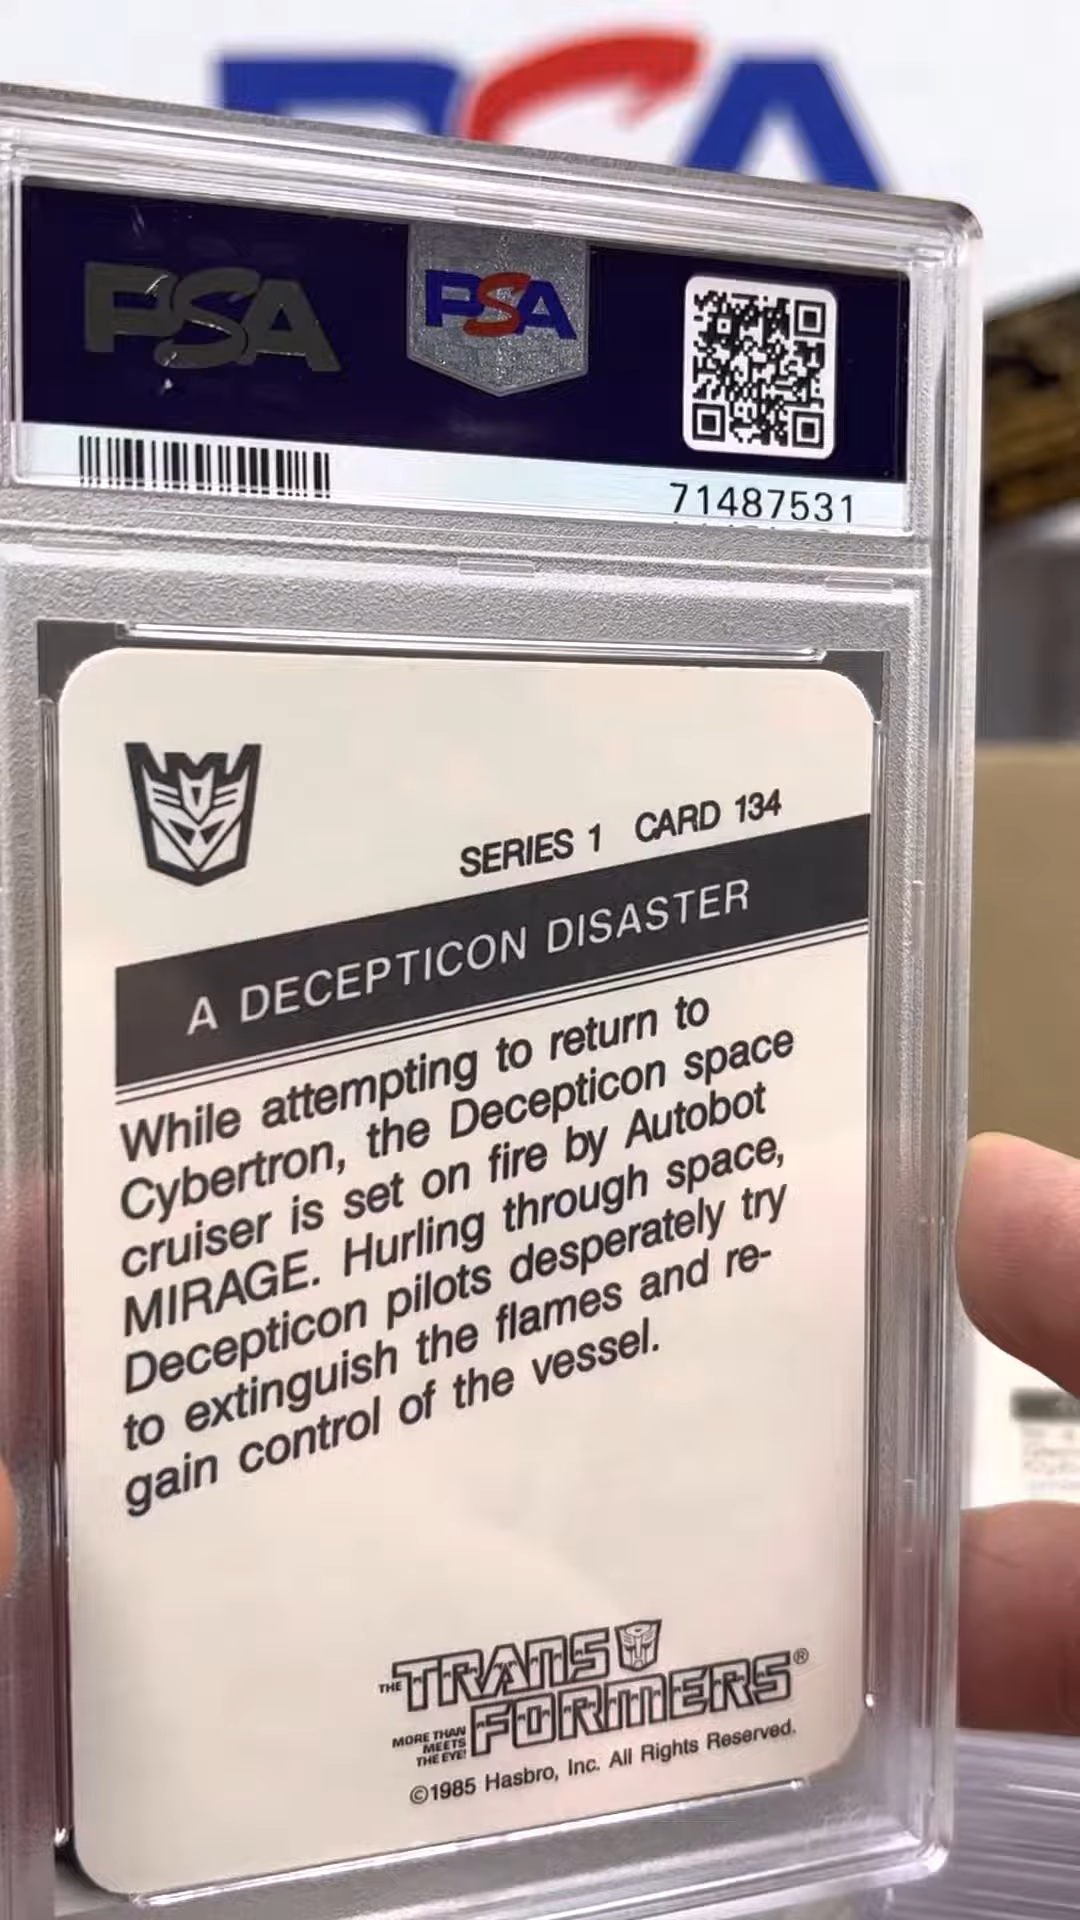 PSA
PSA
PSA
71487531
SERIES 1 CARD 134
A DECEPTICON DISASTER
While attempting to return to
Cybertron, the Decepticon space
cruiser is set on fire by Autobot
MIRAGE. Hurling through space,
Decepticon pilots desperately try
to extinguish the flames and re-
gain control of the vessel.
THE TRANSFORMERS®
MORE THAN
MEETS
THE EYE!
©1985 Hasbro, Inc. All Rights Reserved.